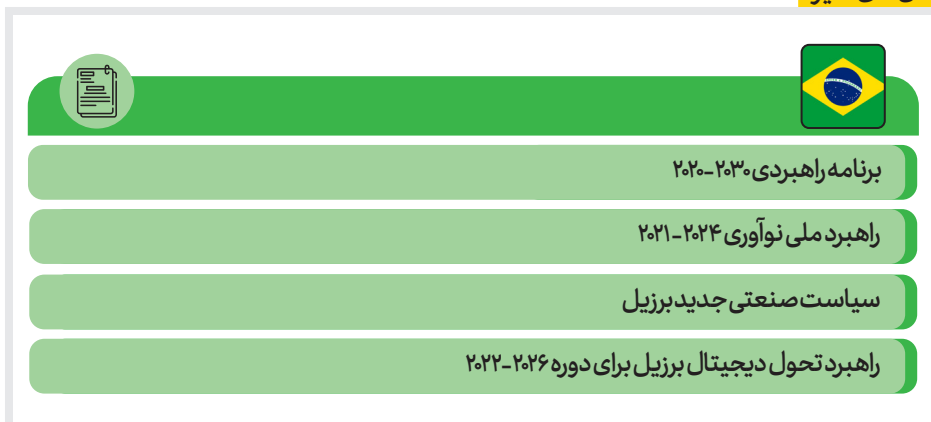 برنامه راهبردی ۲۰۳۰-۲۰۲۰
راهبرد ملی نوآوری ۲۰۲۴-۲۰۲۱
سیاست صنعتی جدید برزیل
راهبرد تحول دیجیتال برزیل برای دوره ۲۰۲۶-۲۰۲۲